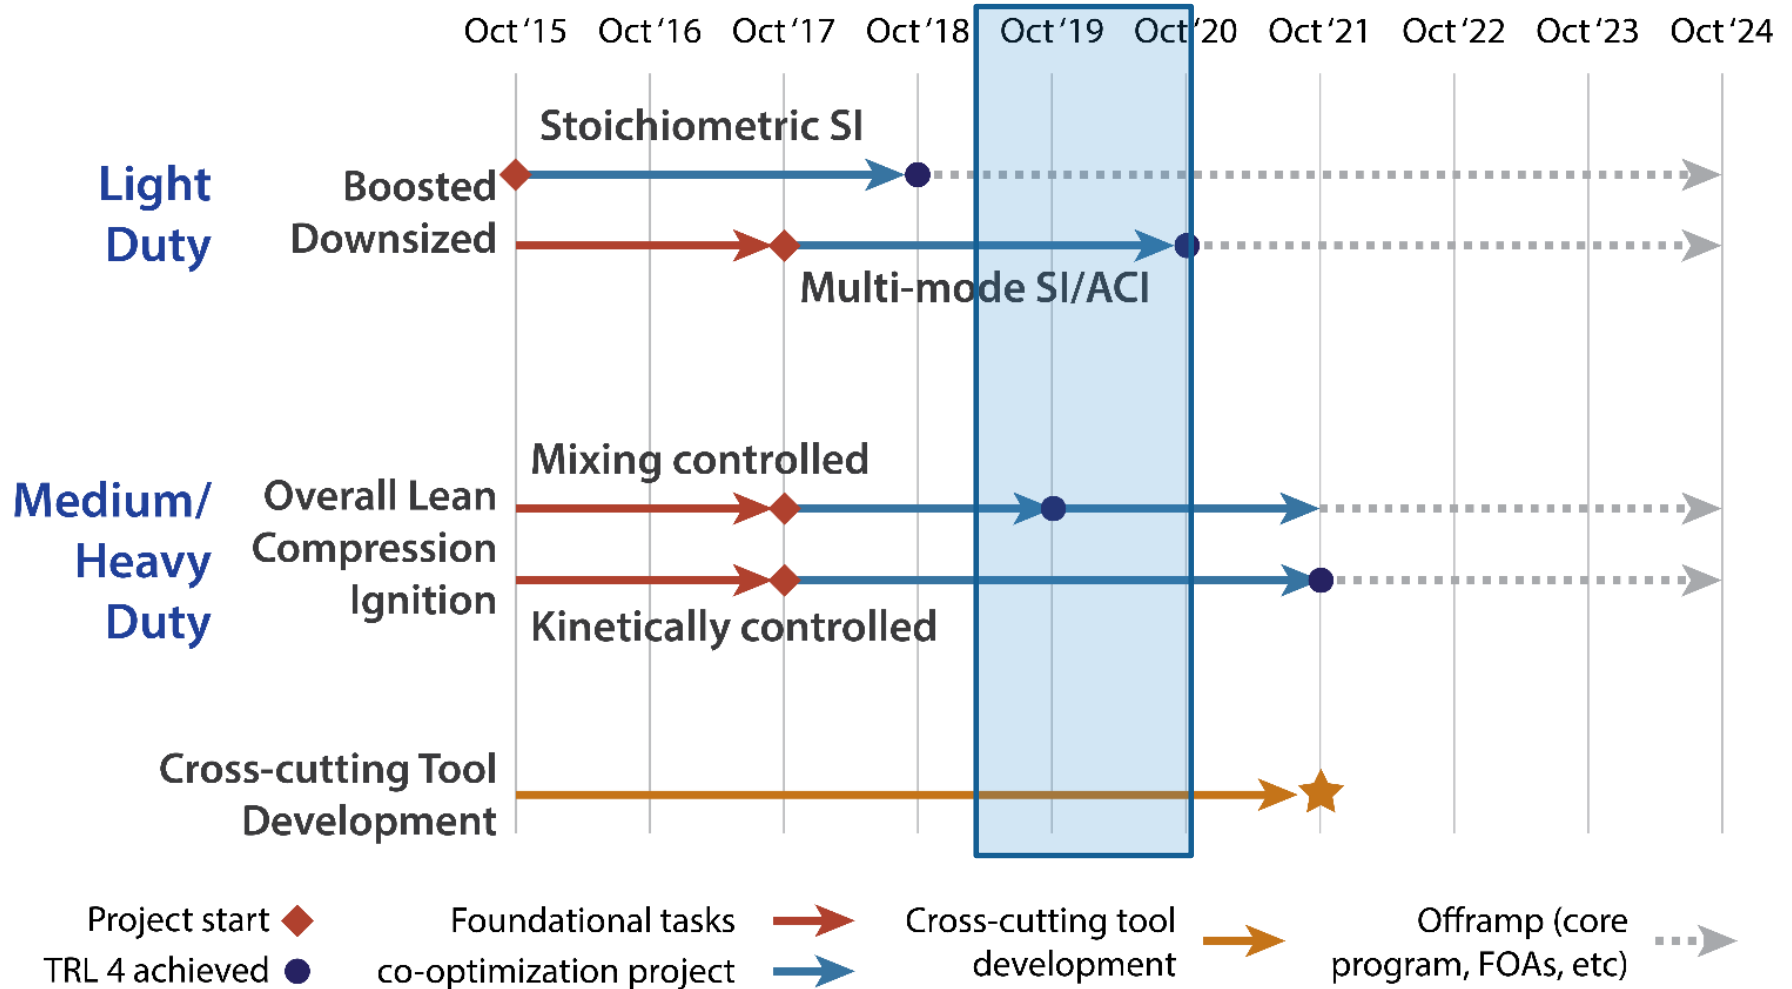 Oct ‘15 Oct ‘16 Oct ‘17 Oct ‘18 Oct ‘19 Oct ‘20 Oct ‘21 Oct ‘22 Oct ‘23 Oct ‘24
Light
Duty
Boosted
Downsized
Stoichiometric SI
Multi-mode SI/ACI
Medium/
Heavy
Duty
Overall Lean
Compression
Ignition
Mixing controlled
Kinetically controlled
Cross-cutting Tool
Development
Project start
TRL 4 achieved
Foundational tasks
co-optimization project
Cross-cutting tool
development
Offramp (core
program, FOAs, etc)